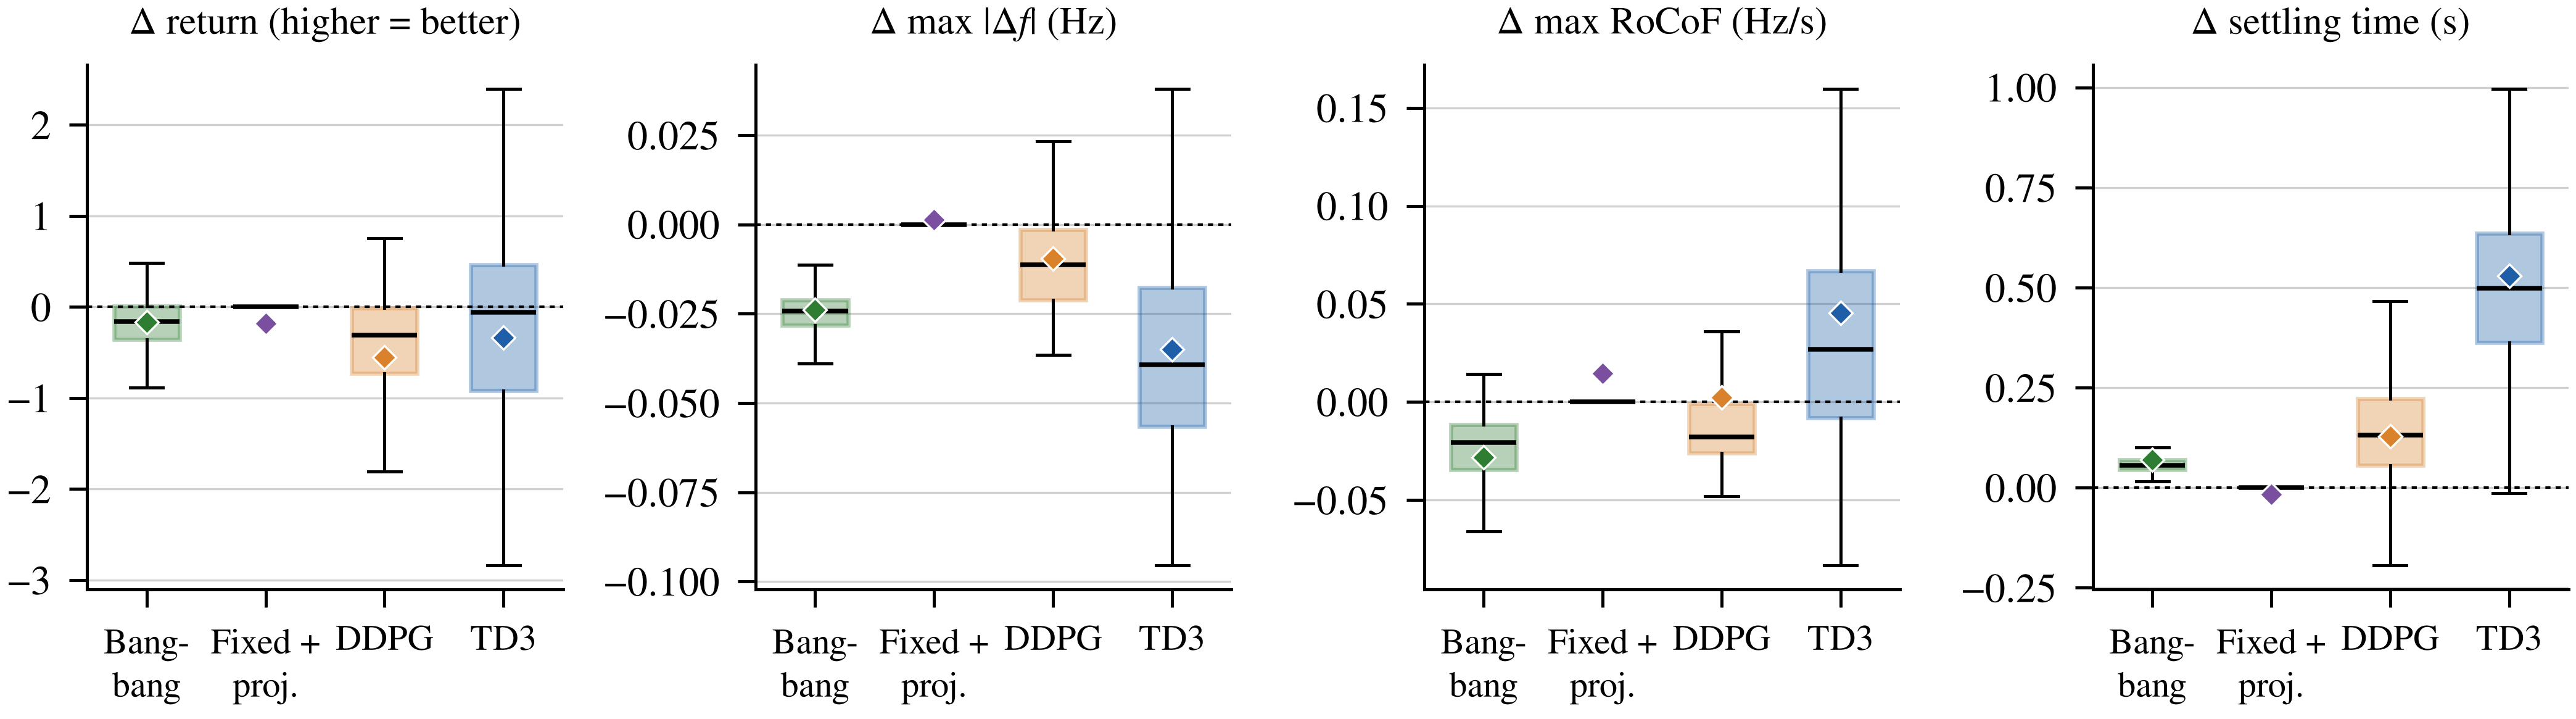 Δ return (higher = better)
2
1
0
−1
−2
−3
Bang-
bang
Fixed +
proj.
DDPG
TD3
Δ max |Δf| (Hz)
0.025
0.000
−0.025
−0.050
−0.075
−0.100
Bang-
bang
Fixed +
proj.
DDPG
TD3
Δ max RoCoF (Hz/s)
0.15
0.10
0.05
0.00
−0.05
Bang-
bang
Fixed +
proj.
DDPG
TD3
Δ settling time (s)
1.00
0.75
0.50
0.25
0.00
−0.25
Bang-
bang
Fixed +
proj.
DDPG
TD3